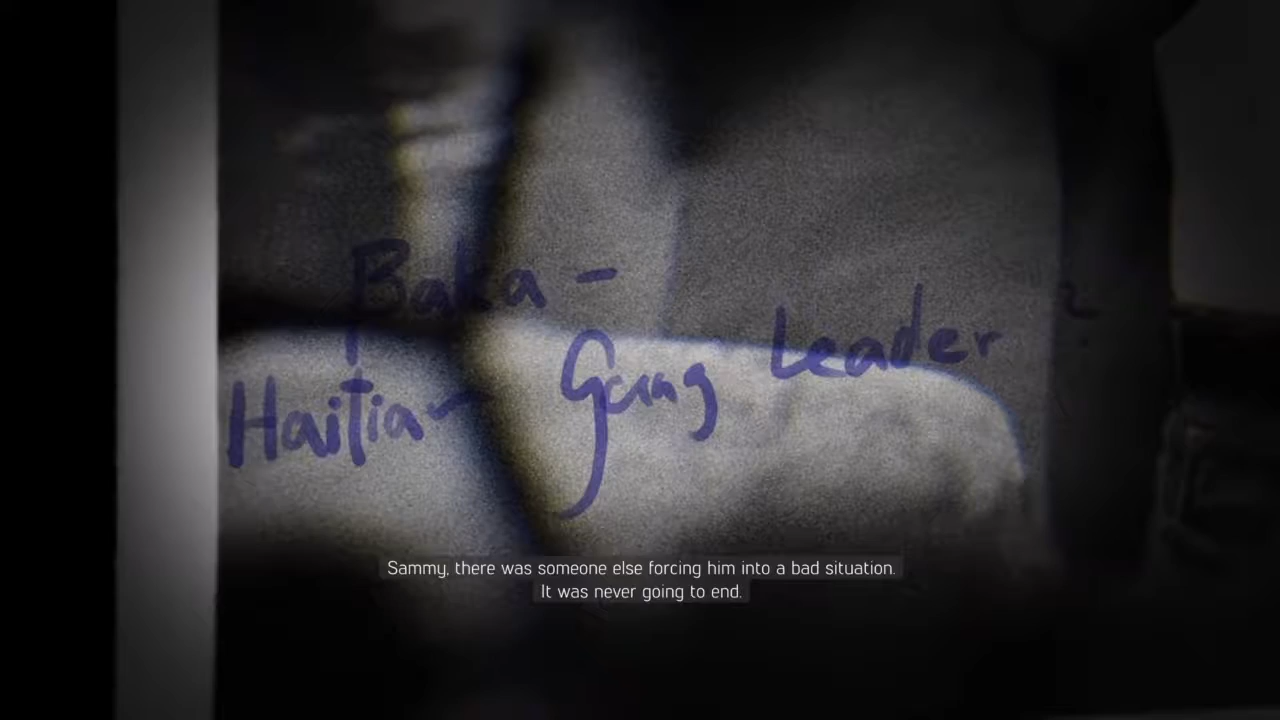 Baka -
Haitian Gang Leader
Sammy, there was someone else forcing him into a bad situation.
It was never going to end.